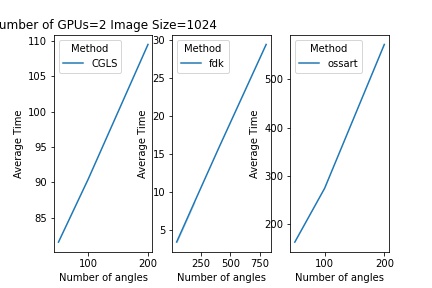 umber of GPUs=2 Image Size=1024
Method
CGLS
110
105
100
95
90
85
Average Time
100
200
Number of angles
Method
fdk
30
25
20
15
10
5
Average Time
250
500
750
Number of angles
Method
ossart
500
400
300
200
Average Time
100
200
Number of angles